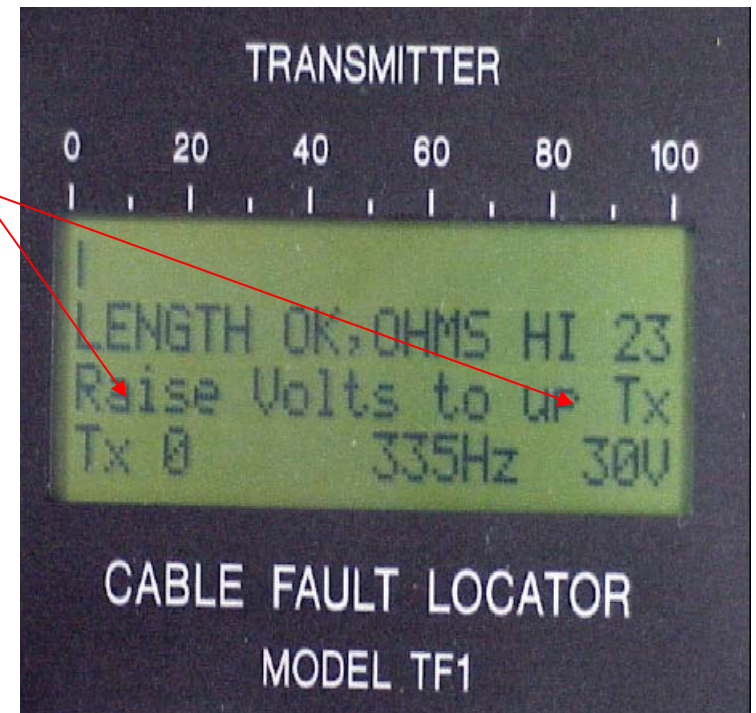 TRANSMITTER
0 20 40 60 80 100
LENGTH OK,OHMS HI 23
Raise Volts to up Tx
Tx 0 335Hz 30V
CABLE FAULT LOCATOR
MODEL TF1